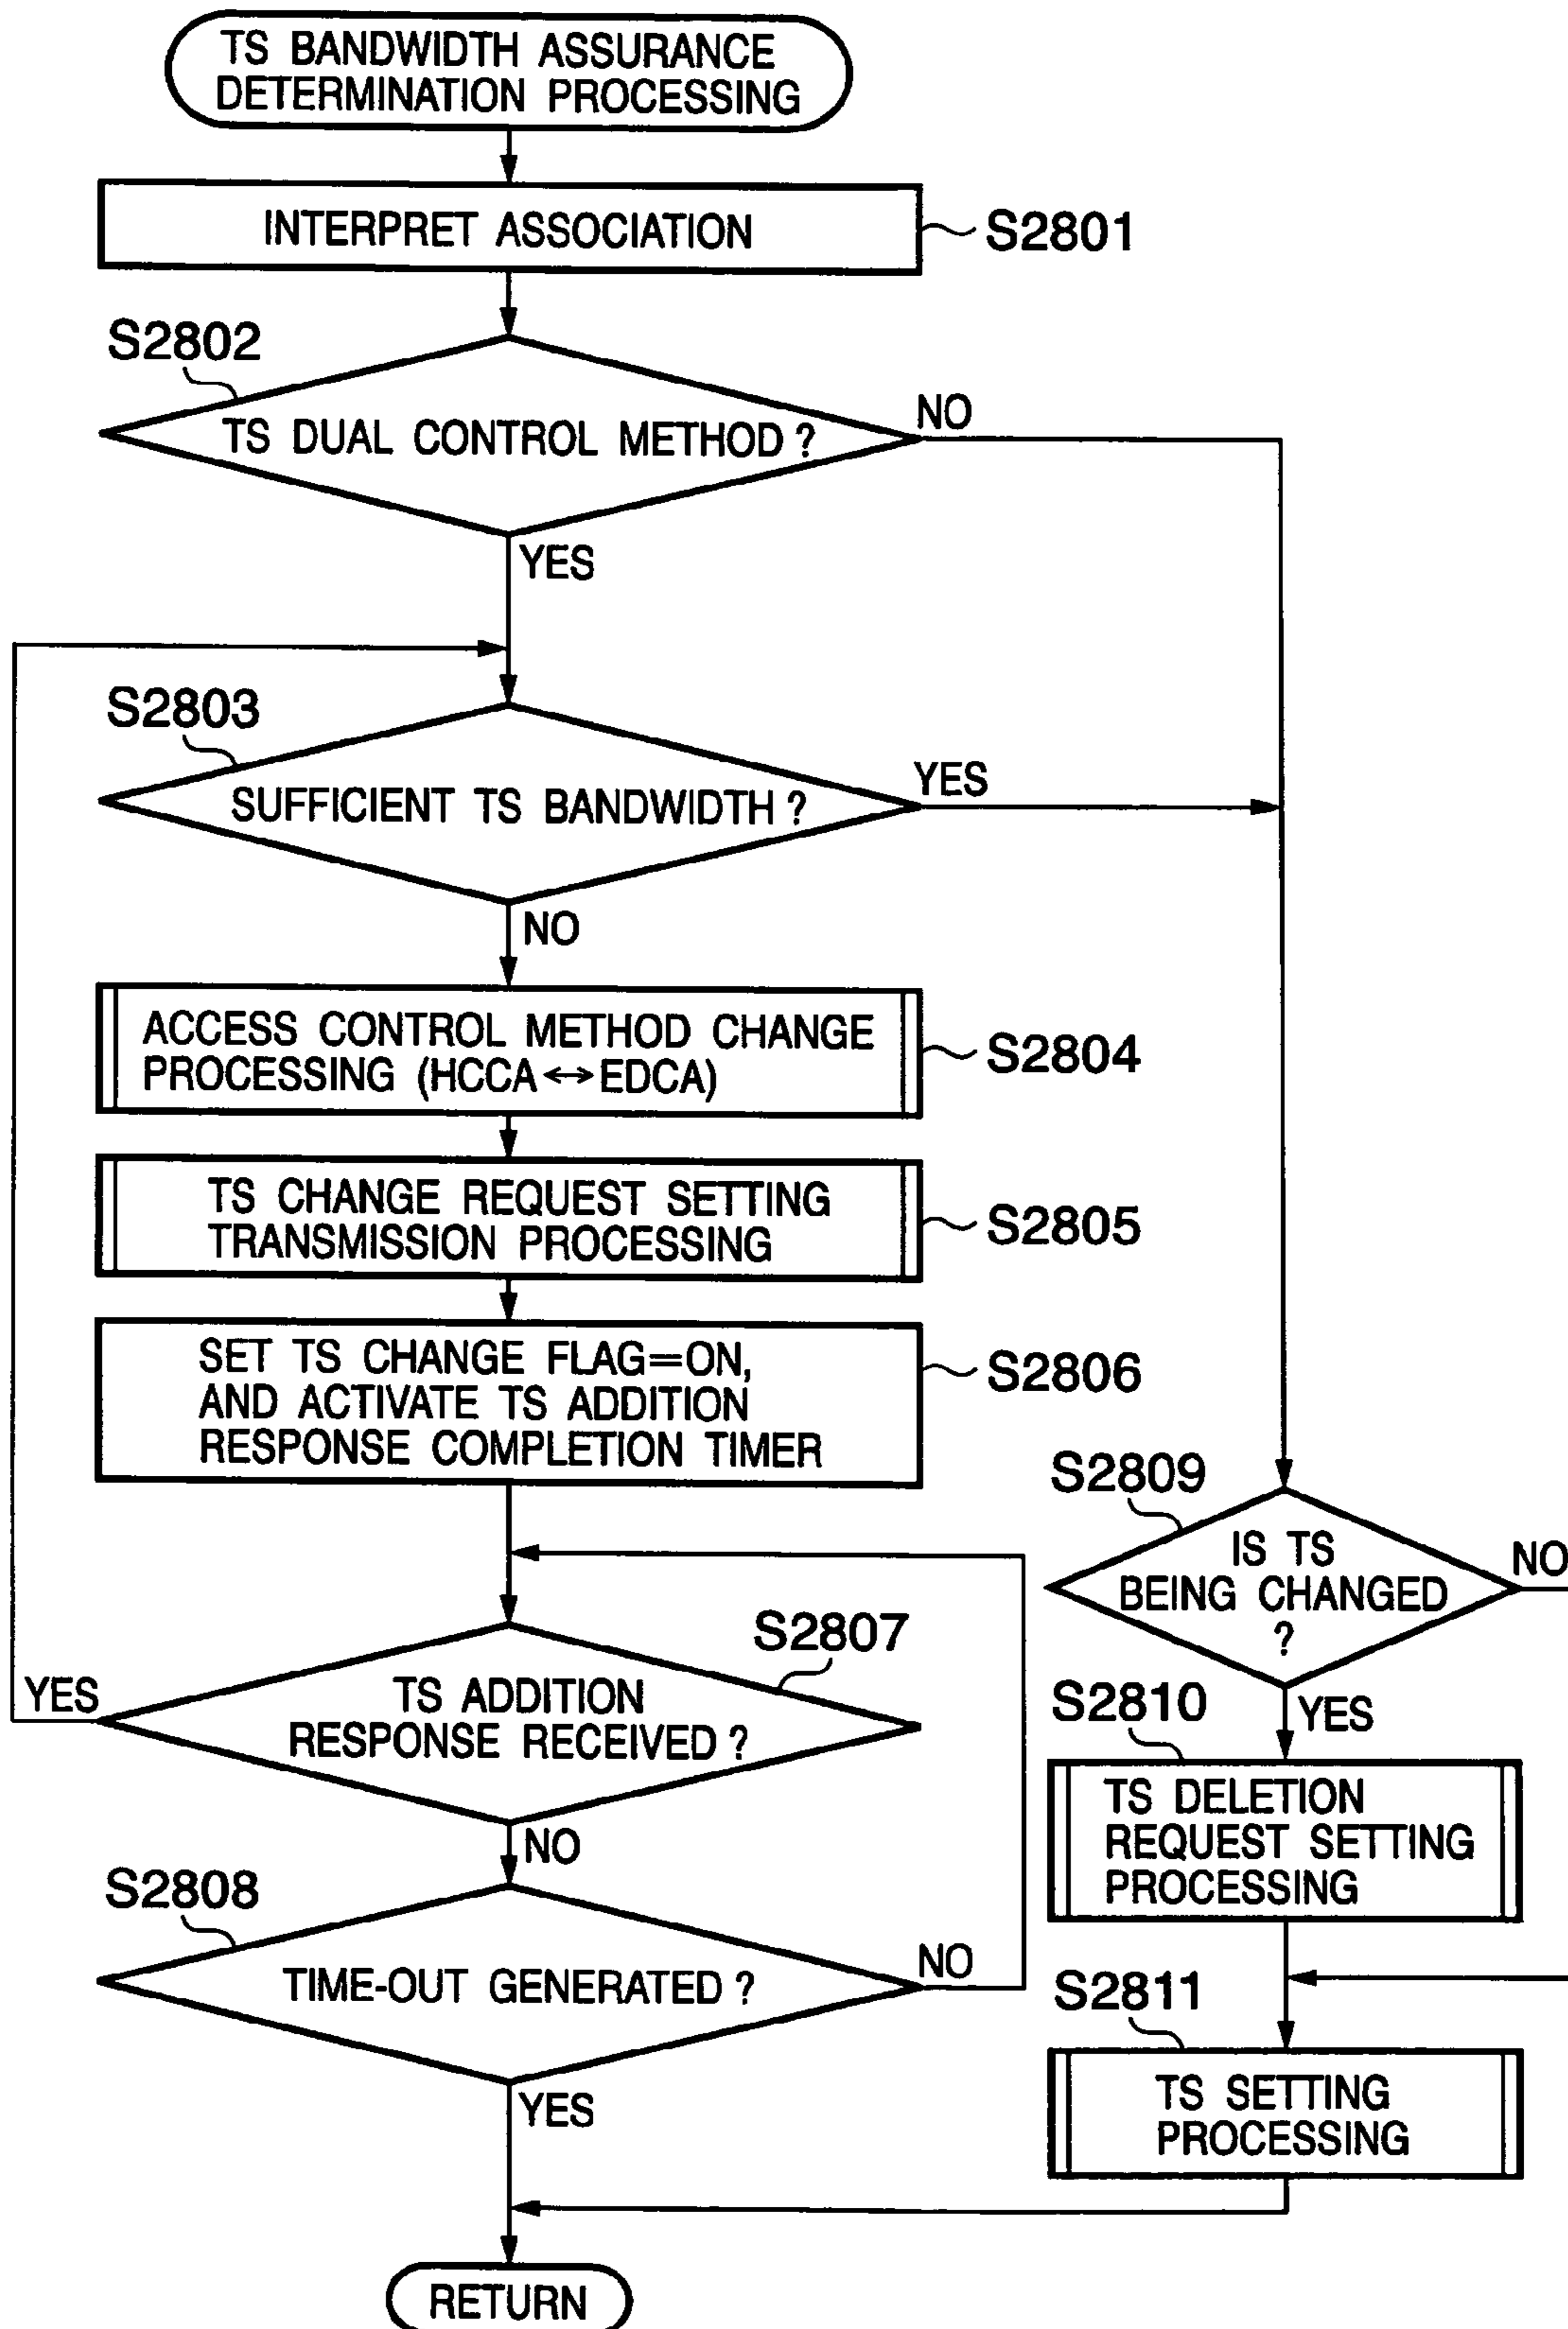 TS BANDWIDTH ASSURANCE
DETERMINATION PROCESSING
INTERPRET ASSOCIATION
S2801
S2802
TS DUAL CONTROL METHOD ?
NO
YES
S2803
SUFFICIENT TS BANDWIDTH ?
YES
NO
ACCESS CONTROL METHOD CHANGE
PROCESSING (HCCA↔EDCA)
S2804
TS CHANGE REQUEST SETTING
TRANSMISSION PROCESSING
S2805
SET TS CHANGE FLAG=ON,
AND ACTIVATE TS ADDITION
RESPONSE COMPLETION TIMER
S2806
S2807
TS ADDITION
RESPONSE RECEIVED ?
YES
NO
S2808
TIME-OUT GENERATED ?
NO
YES
S2809
IS TS
BEING CHANGED
?
NO
YES
S2810
TS DELETION
REQUEST SETTING
PROCESSING
S2811
TS SETTING
PROCESSING
RETURN